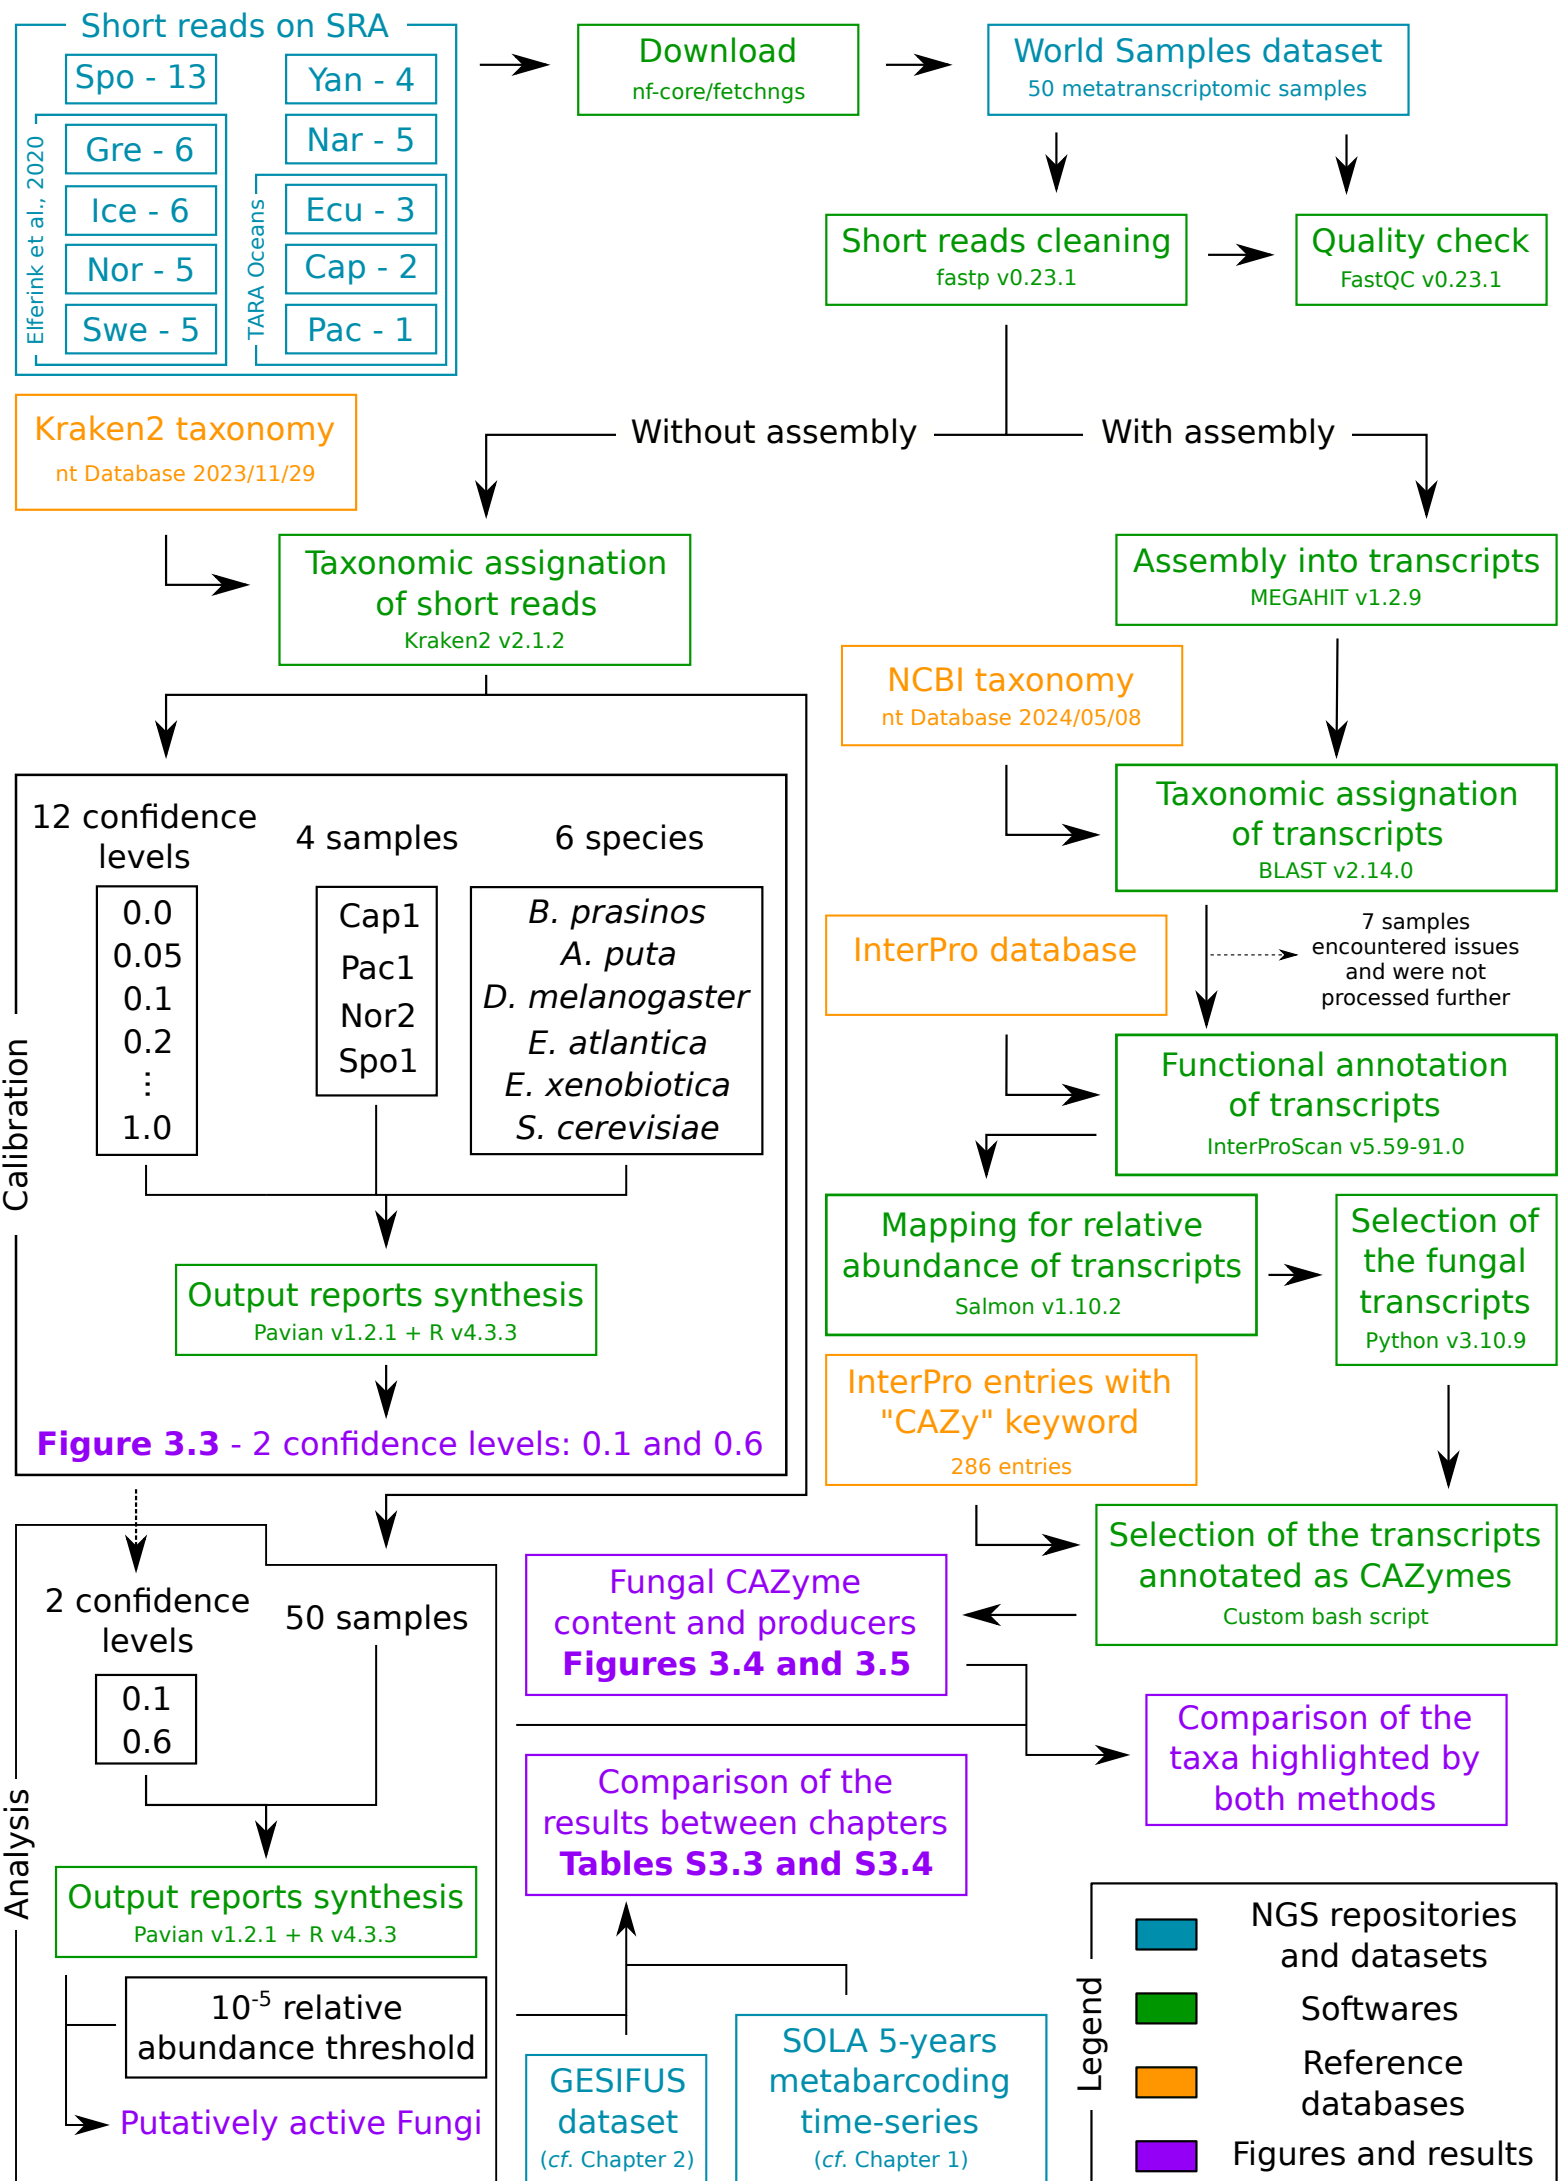 Short reads on SRA
Spo - 13
Yan - 4
Nar - 5
Elferink et al., 2020
Gre - 6
Ice - 6
Nor - 5
Swe - 5
TARA Oceans
Ecu - 3
Cap - 2
Pac - 1
Download
nf-core/fetchngs
World Samples dataset
50 metatranscriptomic samples
Short reads cleaning
fastp v0.23.1
Quality check
FastQC v0.23.1
Without assembly
With assembly
Kraken2 taxonomy
nt Database 2023/11/29
Taxonomic assignation
of short reads
Kraken2 v2.1.2
Assembly into transcripts
MEGAHIT v1.2.9
NCBI taxonomy
nt Database 2024/05/08
Taxonomic assignation
of transcripts
BLAST v2.14.0
7 samples
encountered issues
and were not
processed further
InterPro database
Functional annotation
of transcripts
InterProScan v5.59-91.0
Mapping for relative
abundance of transcripts
Salmon v1.10.2
Selection of
the fungal
transcripts
Python v3.10.9
InterPro entries with
"CAZy" keyword
286 entries
Selection of the transcripts
annotated as CAZymes
Custom bash script
Calibration
12 confidence
levels
0.0
0.05
0.1
0.2
⋮
1.0
4 samples
Cap1
Pac1
Nor2
Spo1
6 species
B. prasinos
A. puta
D. melanogaster
E. atlantica
E. xenobiotica
S. cerevisiae
Output reports synthesis
Pavian v1.2.1 + R v4.3.3
Figure 3.3 - 2 confidence levels: 0.1 and 0.6
Analysis
2 confidence
levels
0.1
0.6
50 samples
Output reports synthesis
Pavian v1.2.1 + R v4.3.3
10⁻⁵ relative
abundance threshold
Putatively active Fungi
Fungal CAZyme
content and producers
Figures 3.4 and 3.5
Comparison of the
taxa highlighted by
both methods
Comparison of the
results between chapters
Tables S3.3 and S3.4
GESIFUS
dataset
(cf. Chapter 2)
SOLA 5-years
metabarcoding
time-series
(cf. Chapter 1)
Legend
NGS repositories
and datasets
Softwares
Reference
databases
Figures and results